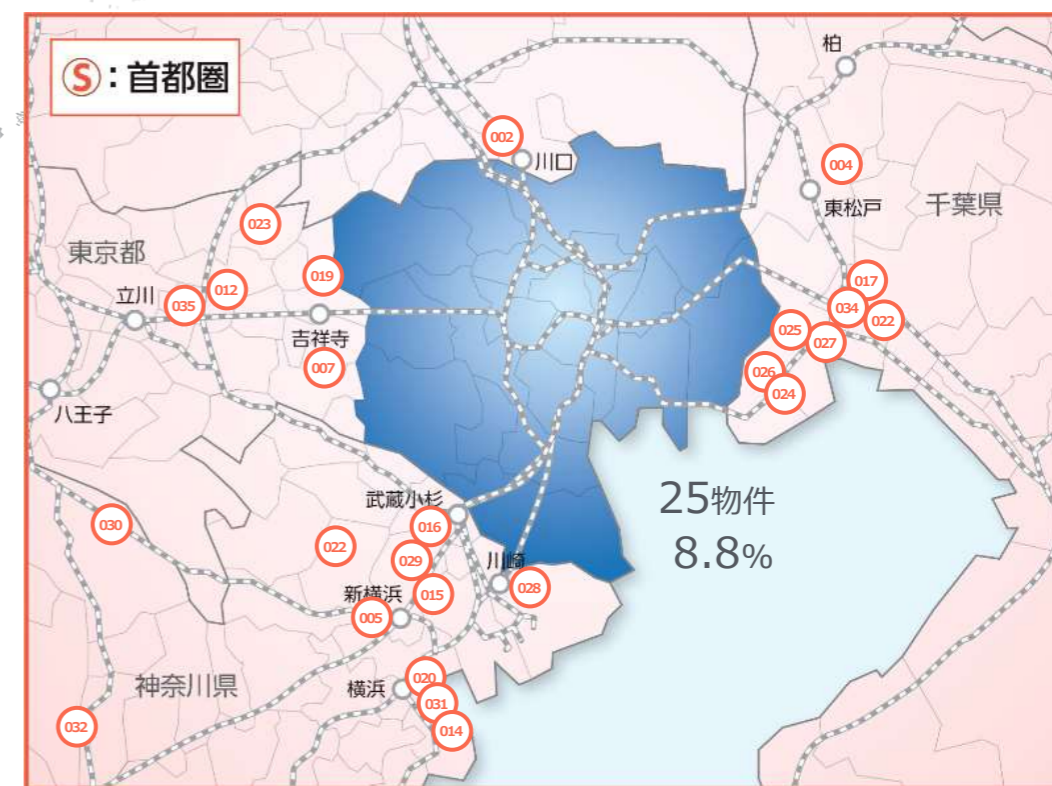 Ⓢ：首都圏
柏
002
川口
004
東松戸
千葉県
023
東京都
019
012
035
立川
吉祥寺
007
017
034
022
025
027
026
024
八王子
25物件
8.8%
武蔵小杉
016
030
022
029
川崎
028
新横浜
015
005
神奈川県
横浜
020
031
014
032